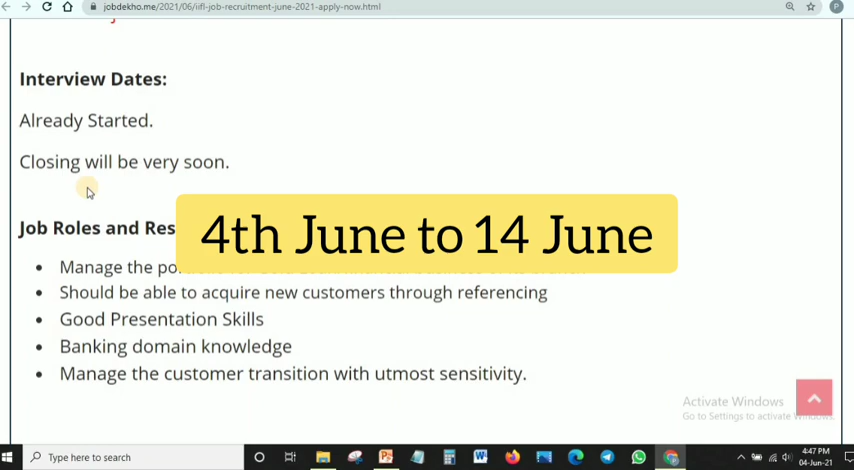 jobdekho.me/2021/06/iifl-job-recruitment-june-2021-apply-now.html
P
Interview Dates:
Already Started.
Closing will be very soon.
4th June to 14 June
Job Roles and Res
Manage the po
Should be able to acquire new customers through referencing
Good Presentation Skills
Banking domain knowledge
Manage the customer transition with utmost sensitivity.
Activate Windows
Go to Settings to activate Windows.
Type here to search
4:47 PM
04-Jun-21